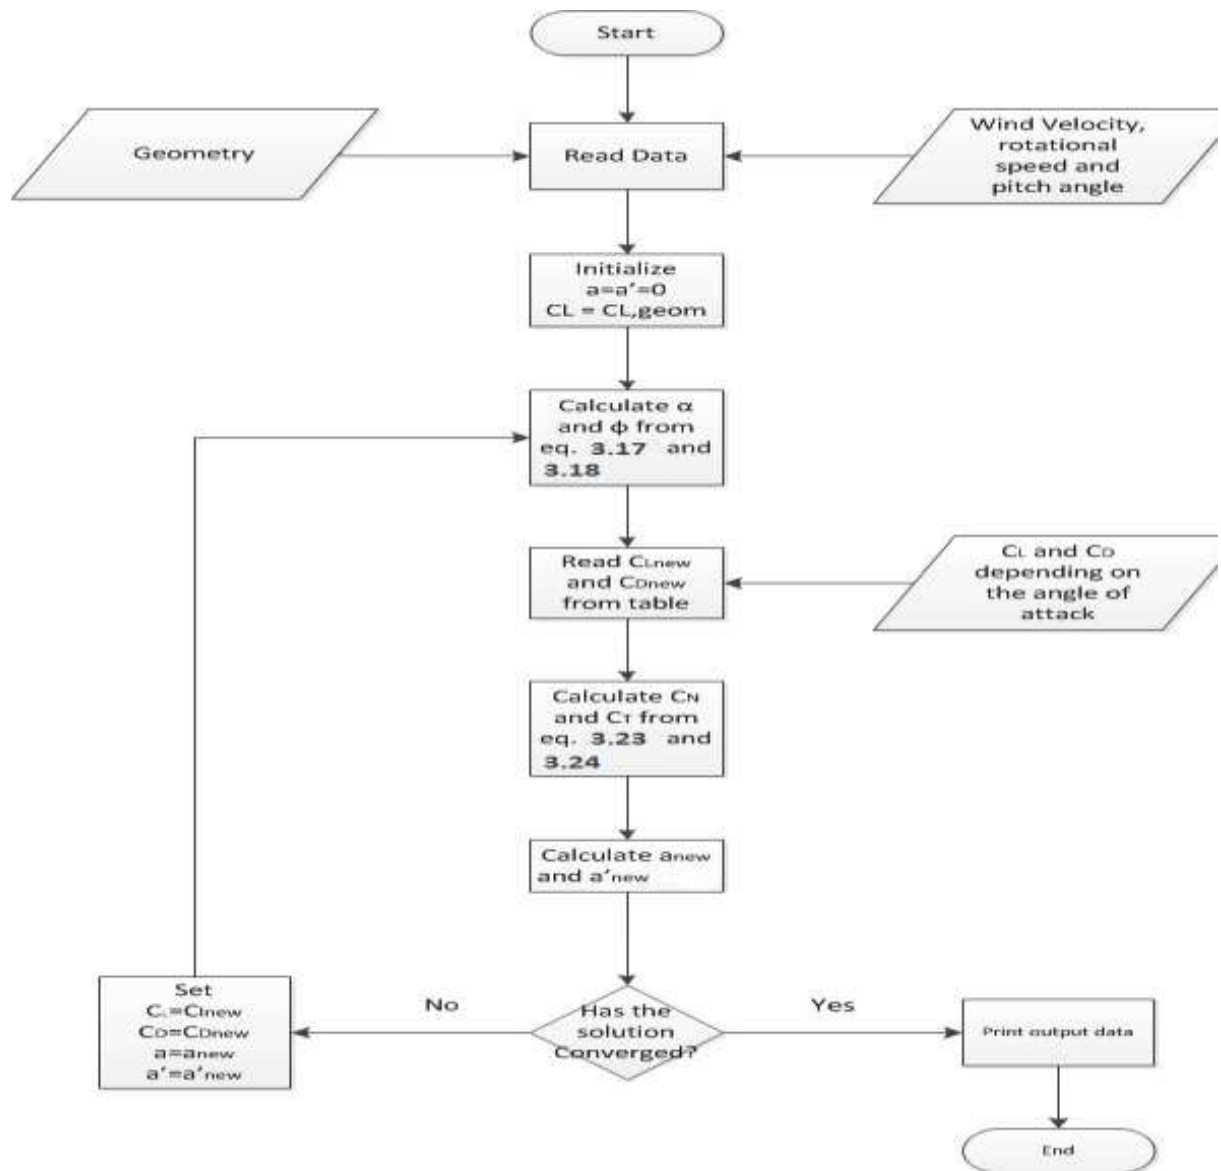 Start
Geometry
Read Data
Wind Velocity,
rotational
speed and
pitch angle
Initialize
a=a’=0
CL = CL,geom
Calculate α
and ϕ from
eq. 3.17 and
3.18
Read CLnew
and CDnew
from table
CL and CD
depending on
the angle of
attack
Calculate CN
and CT from
eq. 3.23 and
3.24
Calculate anew
and a’new
Has the
solution
Converged?
No
Yes
Set
CL=Clnew
CD=CDnew
a=anew
a’=a’new
Print output data
End